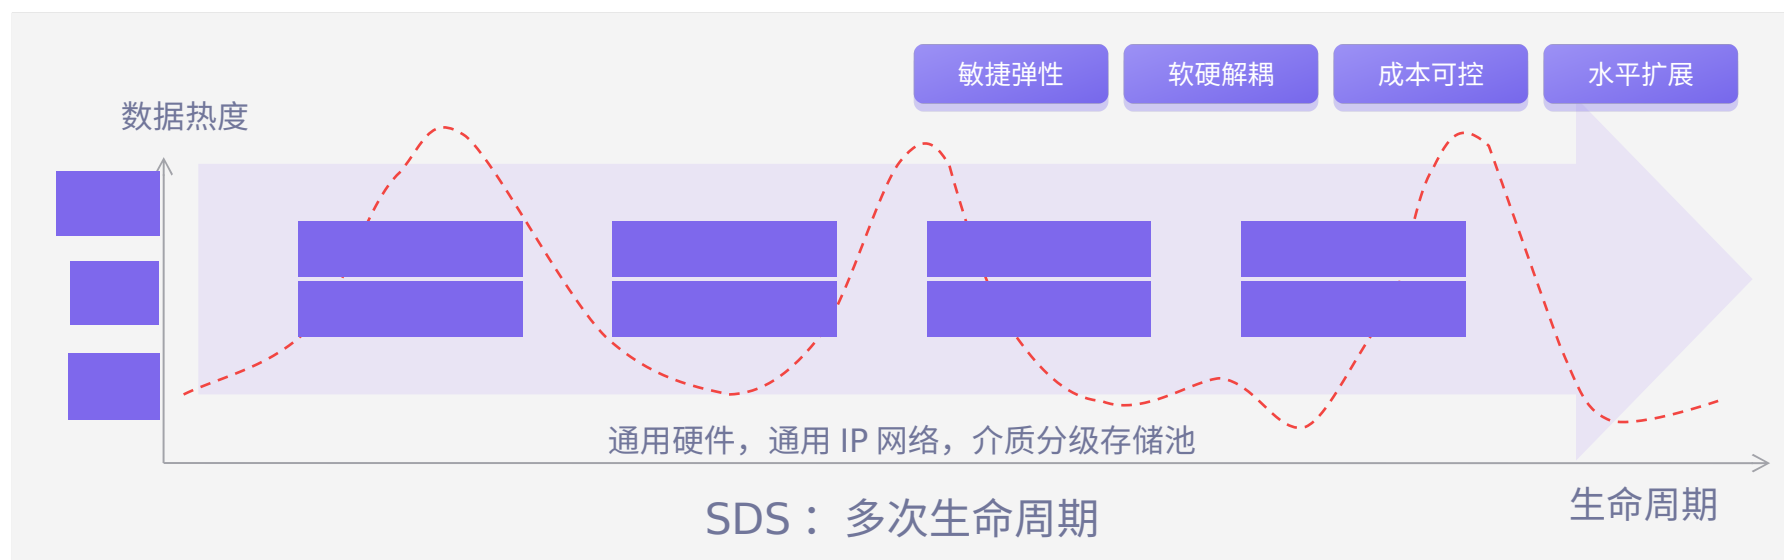 敏捷弹性
软硬解耦
成本可控
水平扩展
数据热度
通用硬件，通用 IP 网络，介质分级存储池
生命周期
SDS： 多次生命周期